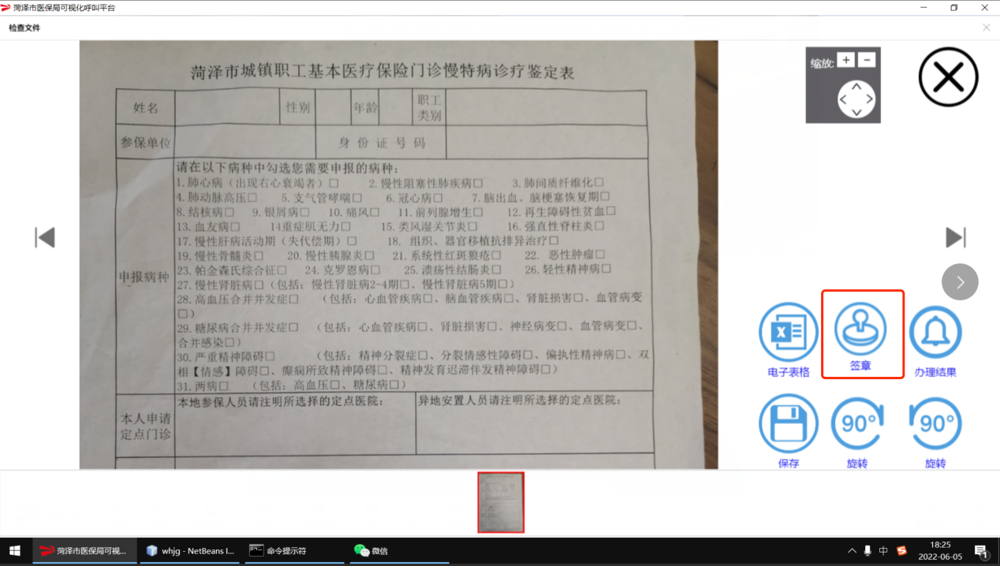 菏泽市医保局可视化呼叫平台
检查文件
缩放: + −
菏泽市城镇职工基本医疗保险门诊慢特病诊疗鉴定表
姓名 性别 年龄 职工类别
参保单位 身份证号码
申报病种
请在以下病种中勾选您需要申报的病种：
1.肺心病（出现右心衰竭者）□ 2.慢性阻塞性肺疾病□ 3.肺间质纤维化□
4.肺动脉高压□ 5.支气管哮喘□ 6.冠心病□ 7.脑出血、脑梗塞恢复期□
8.结核病□ 9.银屑病□ 10.痛风□ 11.前列腺增生□ 12.再生障碍性贫血□
13.血友病□ 14重症肌无力□ 15.类风湿关节炎□ 16.强直性脊柱炎□
17.慢性肝病活动期（失代偿期）□ 18. 组织、器官移植抗排异治疗□
19.慢性骨髓炎□ 20.慢性胰腺炎□ 21.系统性红斑狼疮□ 22. 恶性肿瘤□
23.帕金森氏综合征□ 24.克罗恩病□ 25.溃疡性结肠炎□ 26.轻性精神病□
27.慢性肾脏病□（包括：慢性肾脏病2-4期□、慢性肾脏病5期□）
28.高血压合并并发症□ （包括：心血管疾病□、脑血管疾病□、肾脏损害□、血管病变
□）
29.糖尿病合并并发症□ （包括：心血管疾病□、肾脏损害□、神经病变□、血管病变□、
合并感染□）
30.严重精神障碍□ （包括：精神分裂症□、分裂情感性障碍□、偏执性精神病□、双
相【情感】障碍□、癫痫所致精神障碍□、精神发育迟滞伴发精神障碍□）
31.两病□ （包括：高血压□、糖尿病□）
本人申请
定点门诊
本地参保人员请注明所选择的定点医院： 异地安置人员请注明所选择的定点医院：
X
电子表格 签章 办理结果
90° 90°
保存 旋转 旋转
菏泽市医保局可视... whjg - NetBeans I... 命令提示符 微信
中 S 18:25
2022-06-05
1